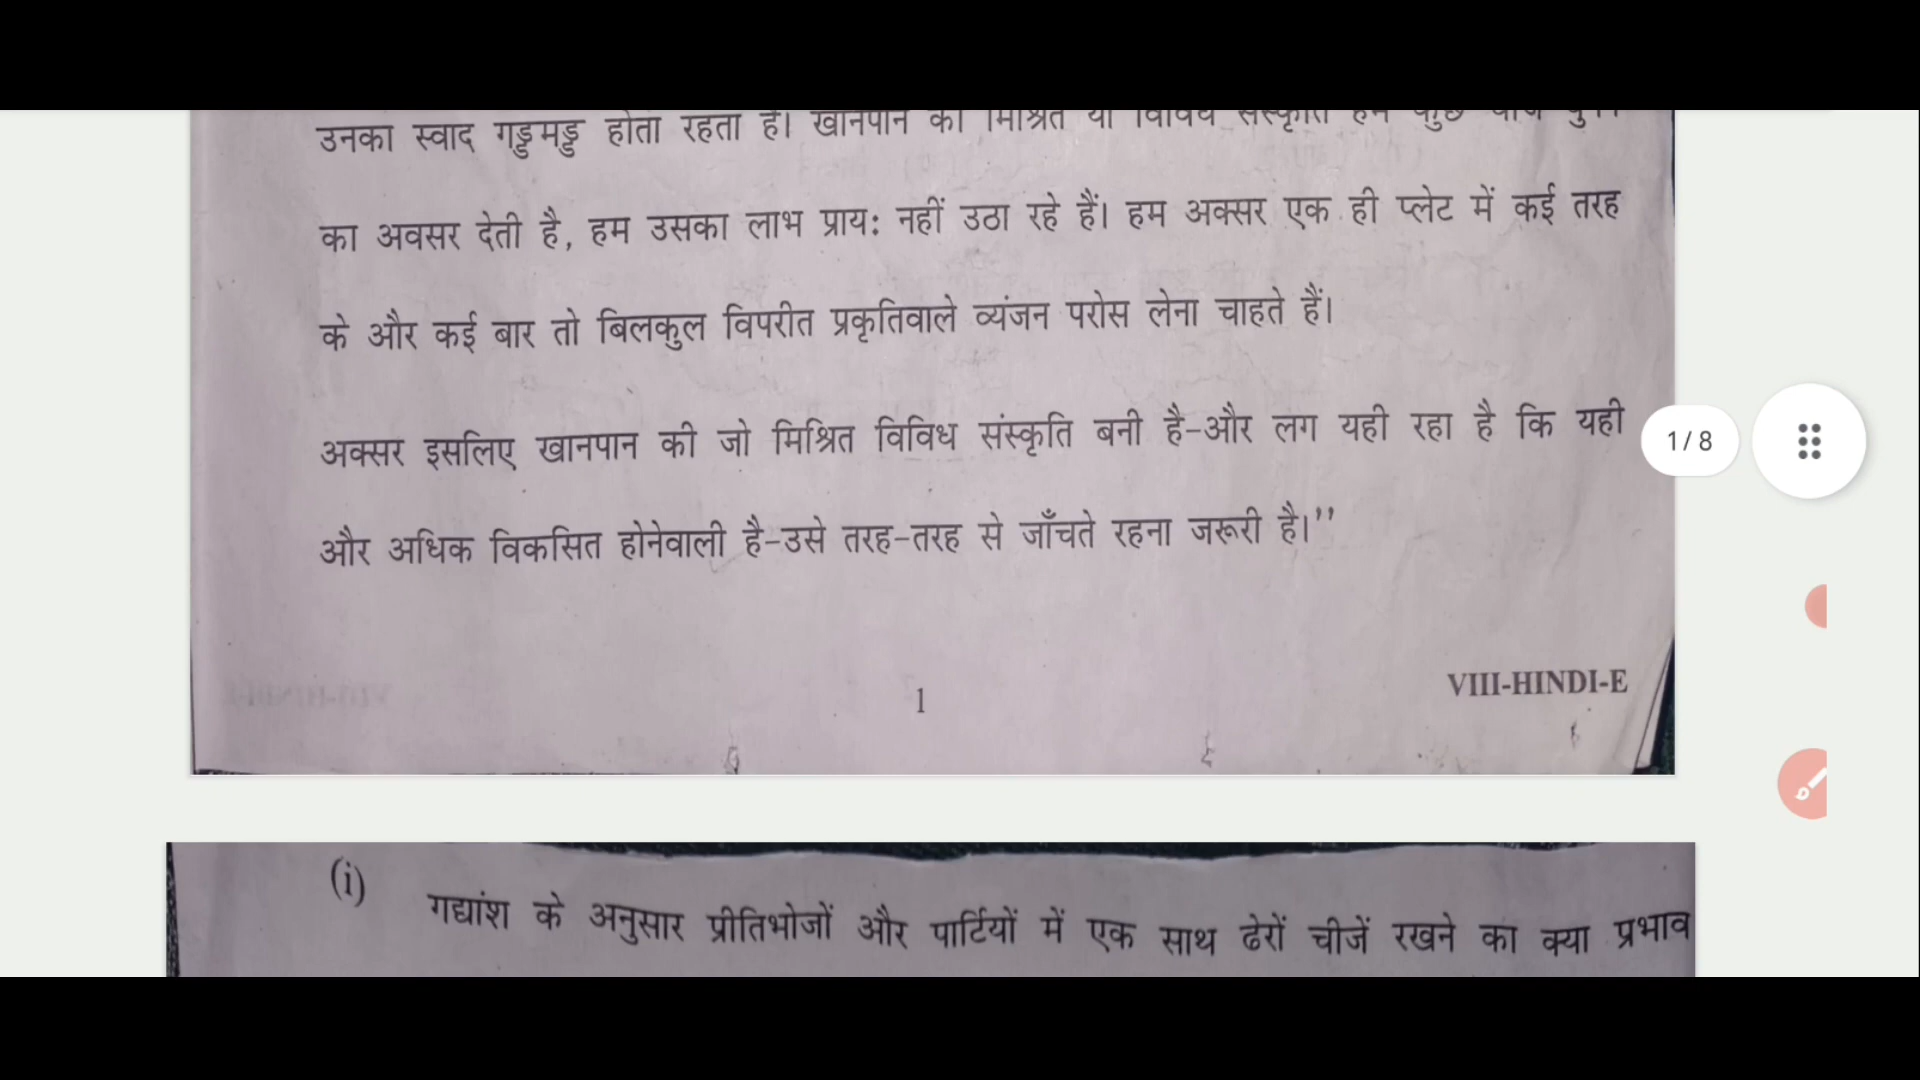 उनका स्वाद गड्डमड्ड होता रहता है। खानपान की मिश्रित या विविध संस्कृति हमें कुछ चीजें
का अवसर देती है, हम उसका लाभ प्राय: नहीं उठा रहे हैं। हम अक्सर एक ही प्लेट में कई तरह
के और कई बार तो बिलकुल विपरीत प्रकृतिवाले व्यंजन परोस लेना चाहते हैं।
अक्सर इसलिए खानपान की जो मिश्रित विविध संस्कृति बनी है-और लग यही रहा है कि यही
1/8
और अधिक विकसित होनेवाली है-उसे तरह-तरह से जाँचते रहना जरूरी है।”
1
VIII-HINDI-E
(i) गद्यांश के अनुसार प्रीतिभोजों और पार्टियों में एक साथ ढेरों चीजें रखने का क्या प्रभाव